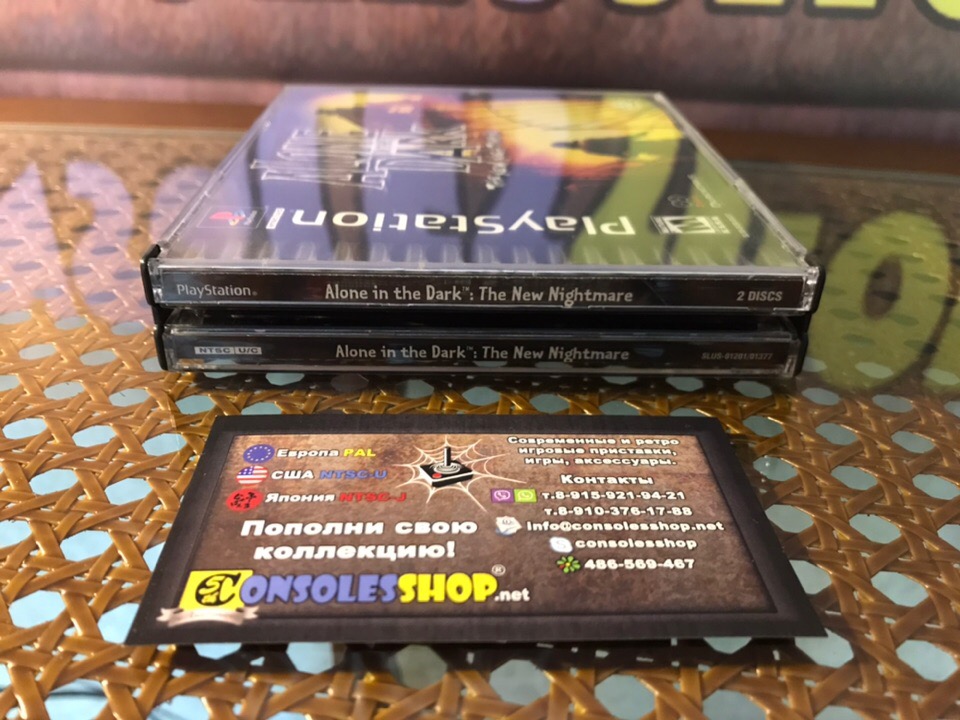 PlayStation
PlayStation® Alone in the Dark™: The New Nightmare 2 DISCS
NTSC U/C Alone in the Dark™: The New Nightmare SLUS-01201/01377
Европа PAL
США NTSC-U
Япония NTSC-J
Пополни свою
коллекцию!
CONSOLESSHOP®.net
Современные и ретро
игровые приставки,
игры, аксессуары.
Контакты
т.8-915-921-94-21
т.8-910-376-17-88
info@consolesshop.net
consolesshop
486-569-467